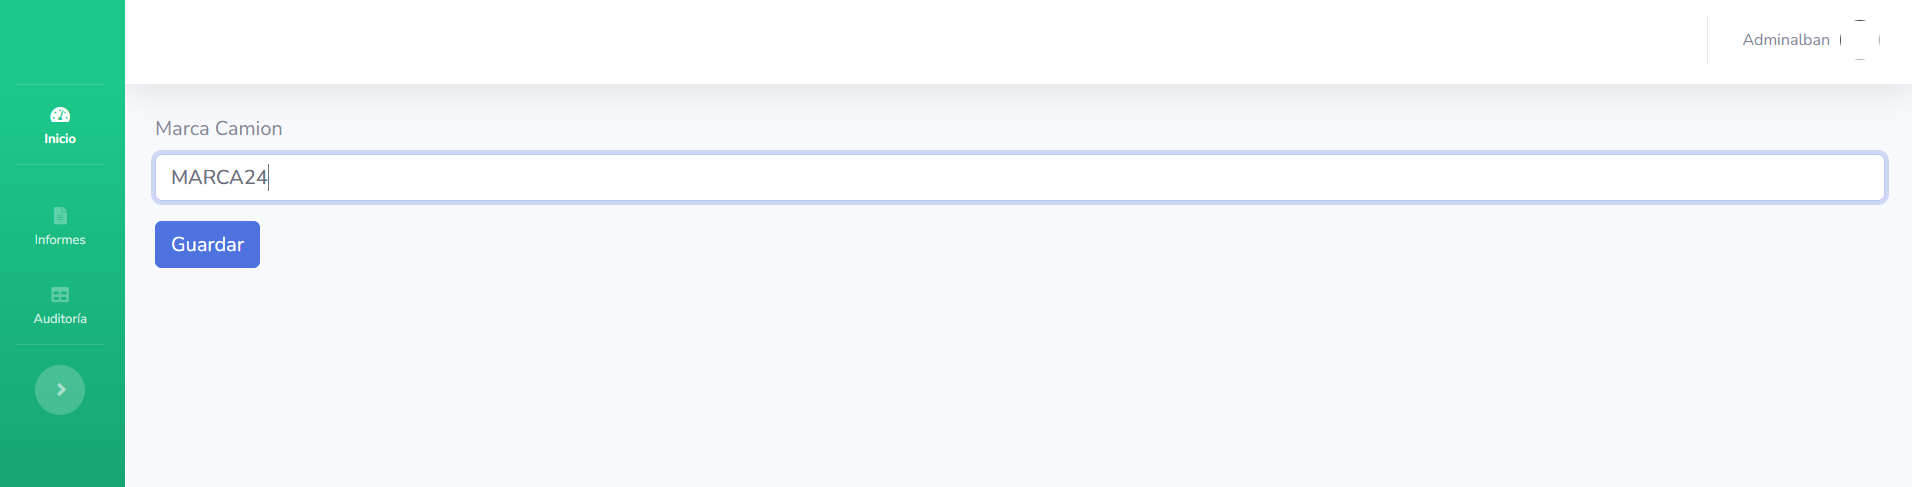 Adminalban
Inicio
Informes
Auditoría
Marca Camion
MARCA24
Guardar